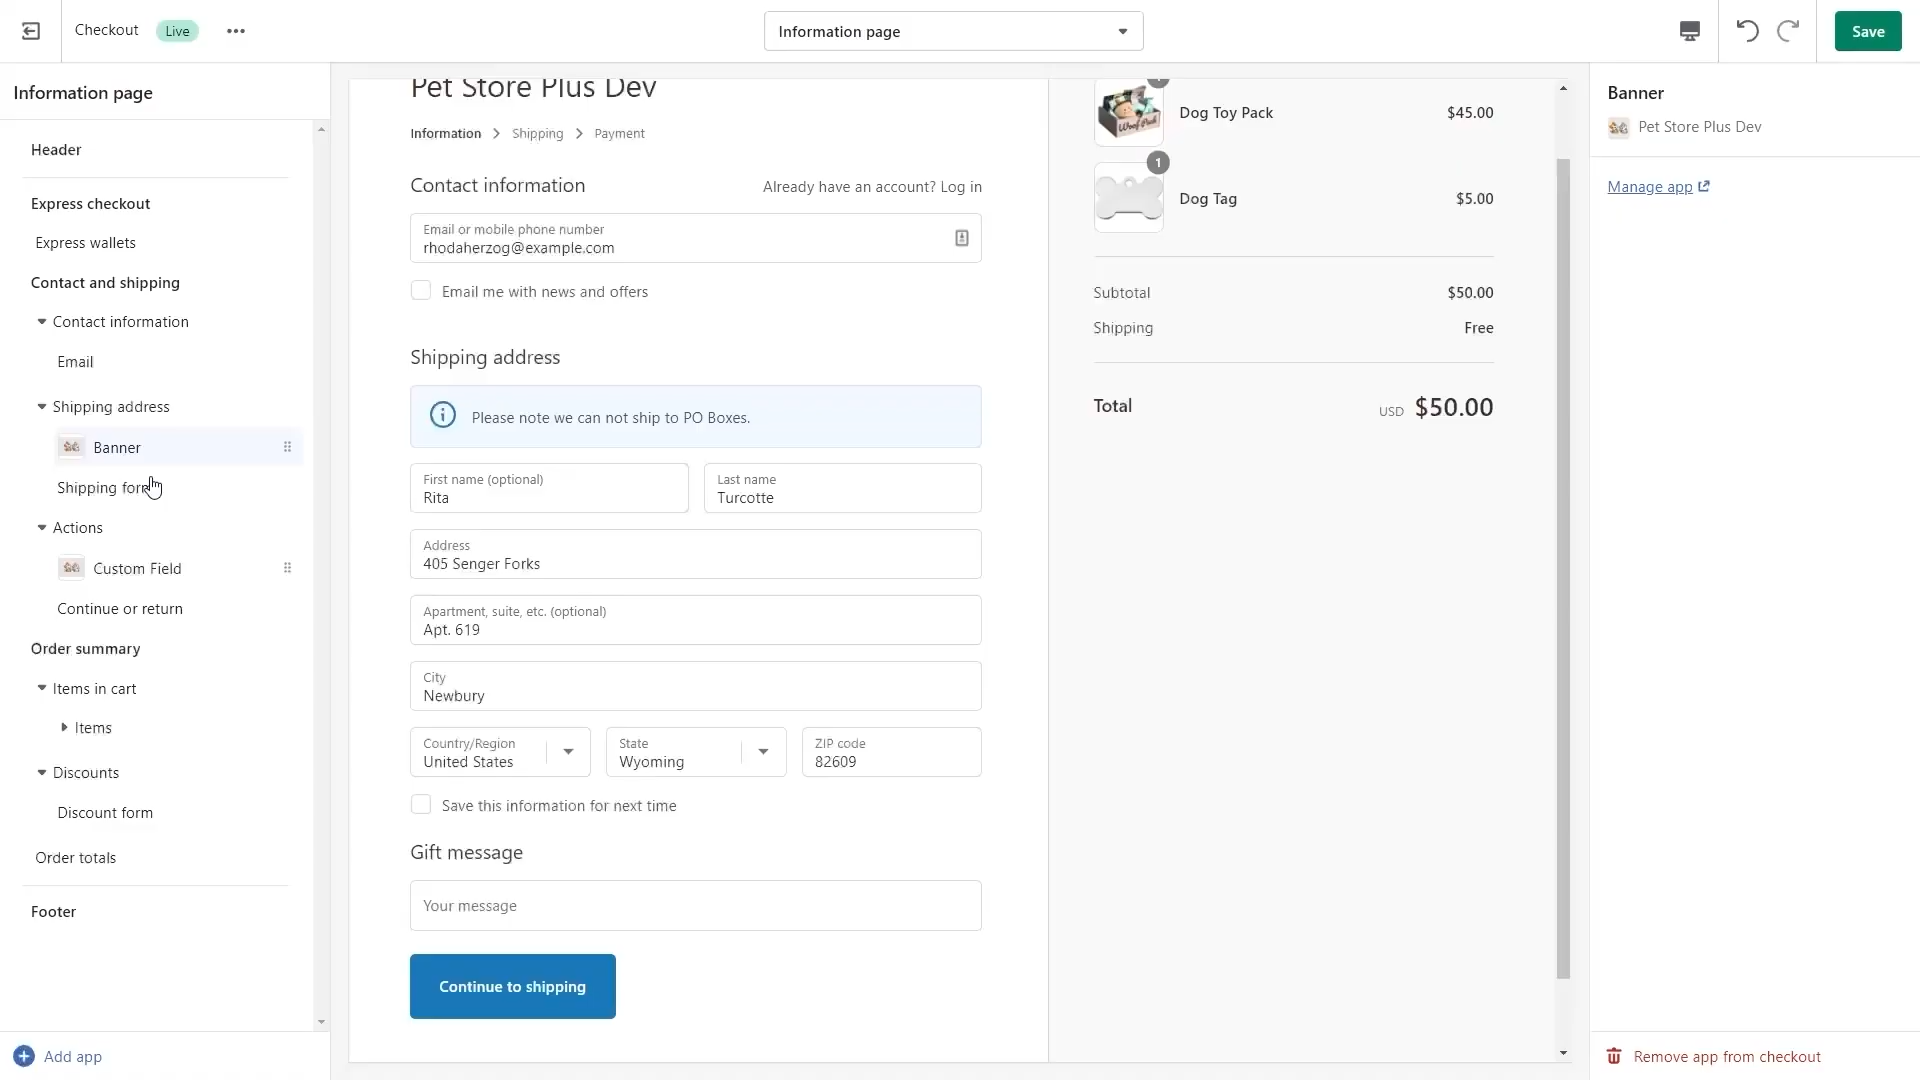 Checkout
Live
Information page
Save
Information page
Header
Express checkout
Express wallets
Contact and shipping
Contact information
Email
Shipping address
Banner
Shipping form
Actions
Custom Field
Continue or return
Order summary
Items in cart
Items
Discounts
Discount form
Order totals
Footer
Add app
Pet Store Plus Dev
Information > Shipping > Payment
Contact information
Already have an account? Log in
Email or mobile phone number
rhodaherzog@example.com
Email me with news and offers
Shipping address
Please note we can not ship to PO Boxes.
First name (optional)
Rita
Last name
Turcotte
Address
405 Senger Forks
Apartment, suite, etc. (optional)
Apt. 619
City
Newbury
Country/Region
United States
State
Wyoming
ZIP code
82609
Save this information for next time
Gift message
Your message
Continue to shipping
Woof Pack
Dog Toy Pack $45.00
1
Dog Tag $5.00
Subtotal $50.00
Shipping Free
Total USD $50.00
Banner
Pet Store Plus Dev
Manage app
Remove app from checkout